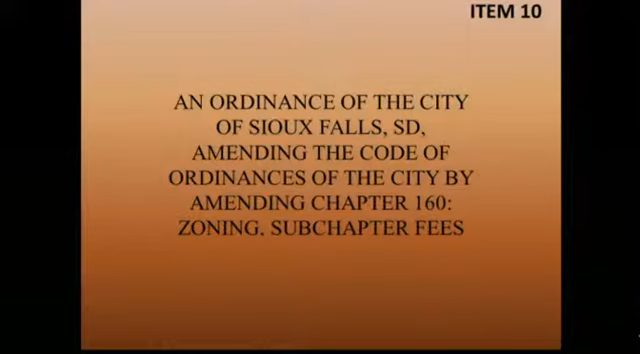 ITEM 10
AN ORDINANCE OF THE CITY
OF SIOUX FALLS, SD,
AMENDING THE CODE OF
ORDINANCES OF THE CITY BY
AMENDING CHAPTER 160:
ZONING, SUBCHAPTER FEES